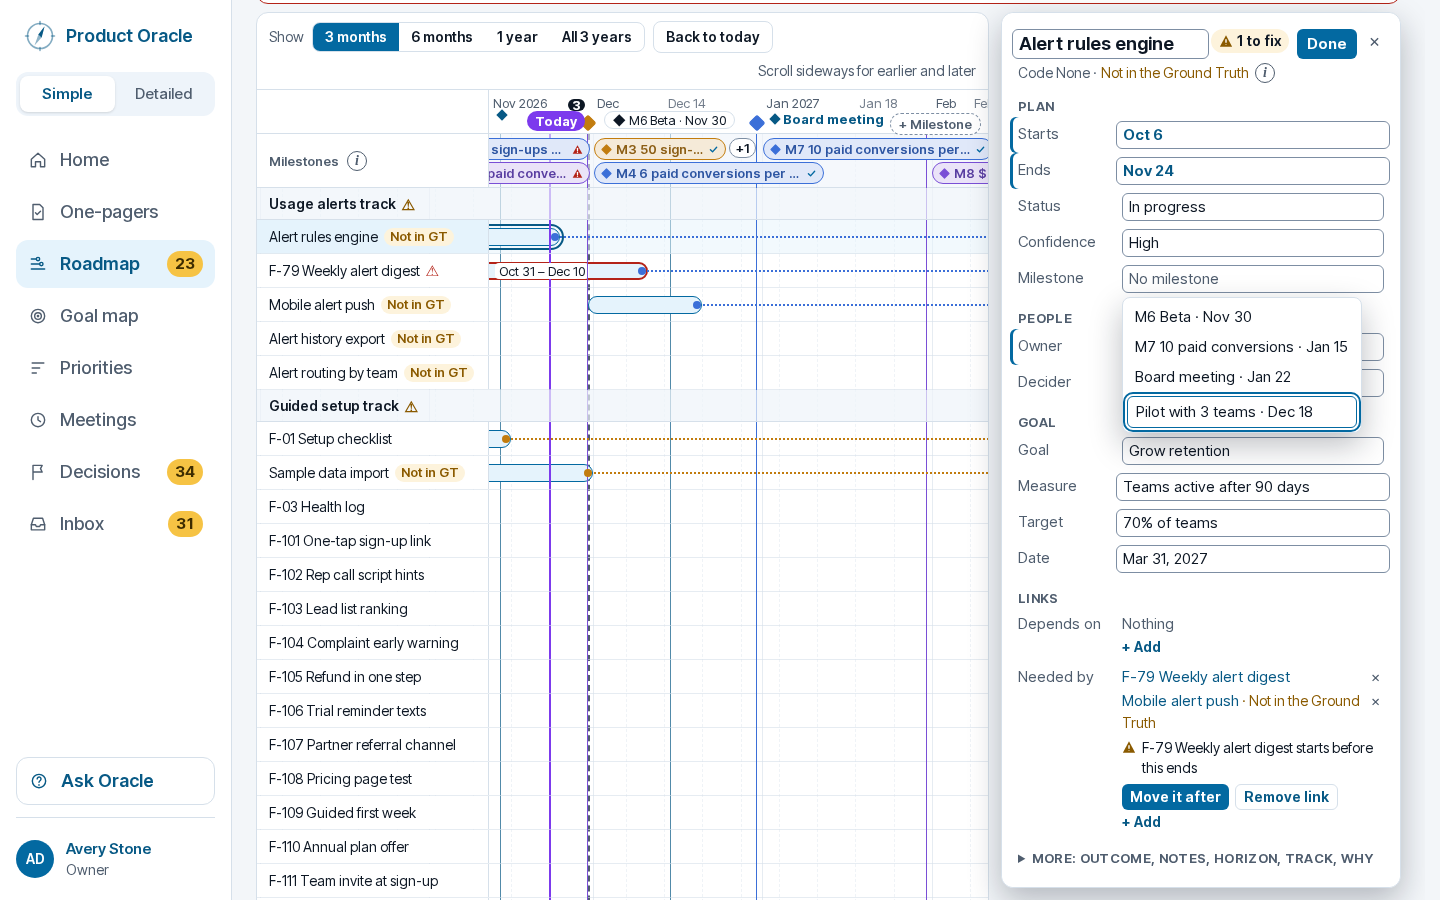 Product Oracle
Simple
Detailed
Home
One-pagers
Roadmap
23
Goal map
Priorities
Meetings
Decisions
34
Inbox
31
Ask Oracle
AD
Avery Stone
Owner
Show
3 months
6 months
1 year
All 3 years
Back to today
Scroll sideways for earlier and later
Nov 2026
3
Dec
Dec 14
Jan 2027
Jan 18
Feb
Today
M6 Beta · Nov 30
Board meeting
+ Milestone
Milestones
i
sign-ups ...
M3 50 sign-...
+1
M7 10 paid conversions per...
paid conve...
M4 6 paid conversions per ...
M8 $
Usage alerts track
Alert rules engine
Not in GT
F-79 Weekly alert digest
Oct 31 – Dec 10
Mobile alert push
Not in GT
Alert history export
Not in GT
Alert routing by team
Not in GT
Guided setup track
F-01 Setup checklist
Sample data import
Not in GT
F-03 Health log
F-101 One-tap sign-up link
F-102 Rep call script hints
F-103 Lead list ranking
F-104 Complaint early warning
F-105 Refund in one step
F-106 Trial reminder texts
F-107 Partner referral channel
F-108 Pricing page test
F-109 Guided first week
F-110 Annual plan offer
F-111 Team invite at sign-up
Alert rules engine
1 to fix
Done
×
Code None · Not in the Ground Truth
i
PLAN
Starts
Oct 6
Ends
Nov 24
Status
In progress
Confidence
High
Milestone
No milestone
M6 Beta · Nov 30
M7 10 paid conversions · Jan 15
Board meeting · Jan 22
Pilot with 3 teams · Dec 18
PEOPLE
Owner
Decider
GOAL
Goal
Grow retention
Measure
Teams active after 90 days
Target
70% of teams
Date
Mar 31, 2027
LINKS
Depends on
Nothing
+ Add
Needed by
F-79 Weekly alert digest
×
Mobile alert push · Not in the Ground
×
Truth
F-79 Weekly alert digest starts before
this ends
Move it after
Remove link
+ Add
MORE: OUTCOME, NOTES, HORIZON, TRACK, WHY